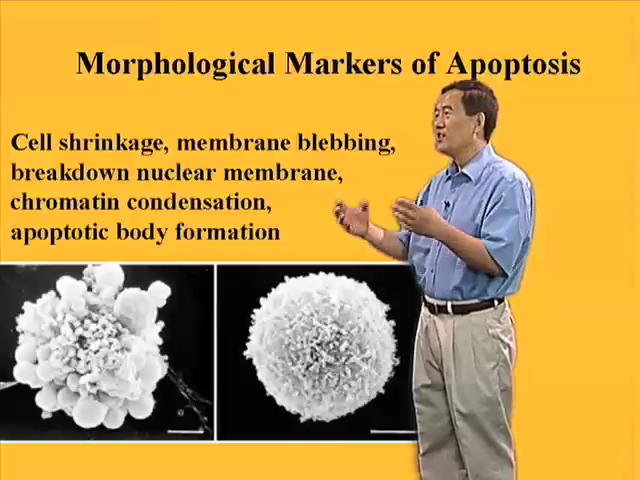 Morphological Markers of Apoptosis
Cell shrinkage, membrane blebbing,
breakdown nuclear membrane,
chromatin condensation,
apoptotic body formation